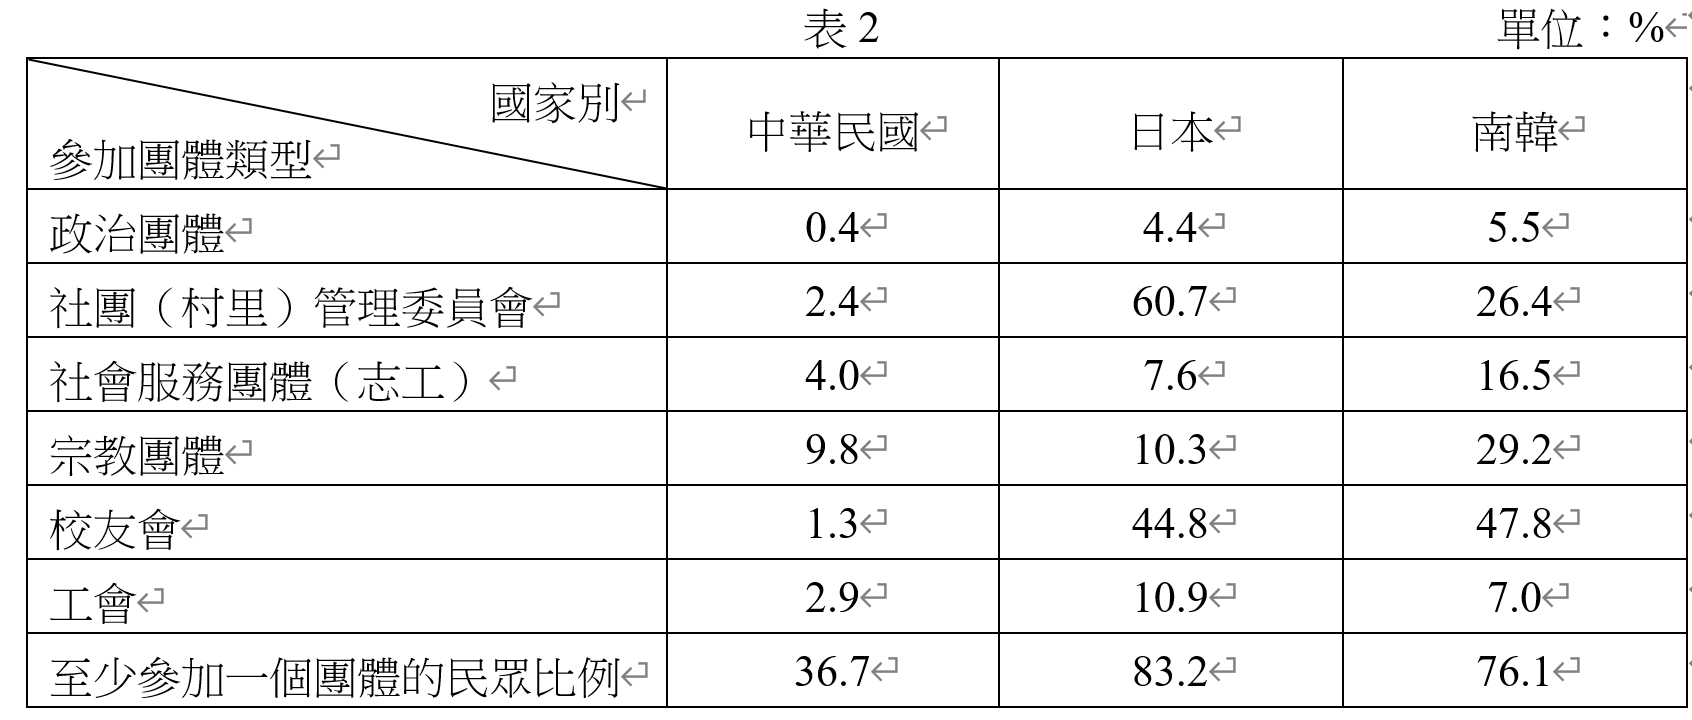 表 2 單位：%
國家別
參加團體類型
中華民國 日本 南韓
政治團體 0.4 4.4 5.5
社團（村里）管理委員會 2.4 60.7 26.4
社會服務團體（志工） 4.0 7.6 16.5
宗教團體 9.8 10.3 29.2
校友會 1.3 44.8 47.8
工會 2.9 10.9 7.0
至少參加一個團體的民眾比例 36.7 83.2 76.1